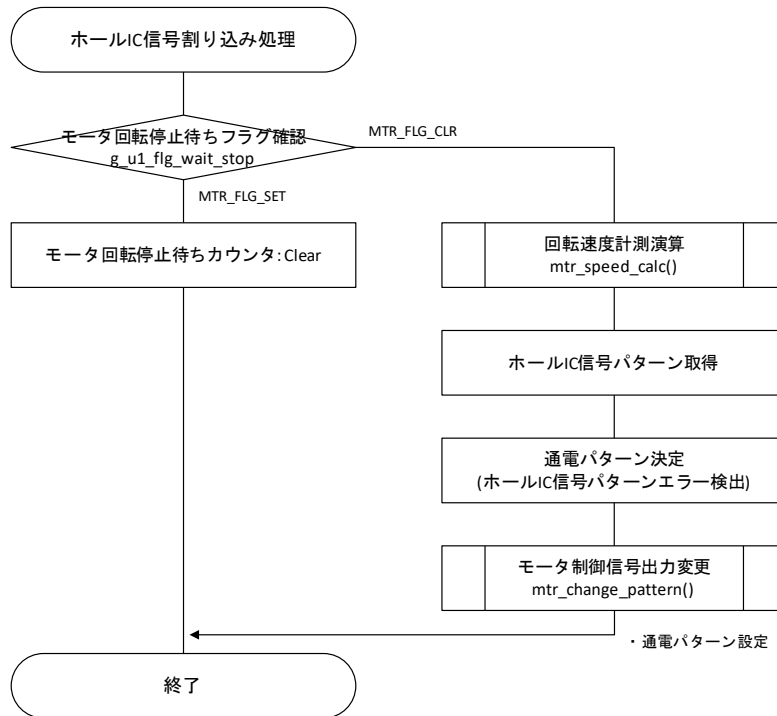 ホールIC信号割り込み処理
モータ回転停止待ちフラグ確認
g_u1_flg_wait_stop
MTR_FLG_CLR
MTR_FLG_SET
モータ回転停止待ちカウンタ: Clear
回転速度計測演算
mtr_speed_calc()
ホールIC信号パターン取得
通電パターン決定
(ホールIC信号パターンエラー検出)
モータ制御信号出力変更
mtr_change_pattern()
・通電パターン設定
終了